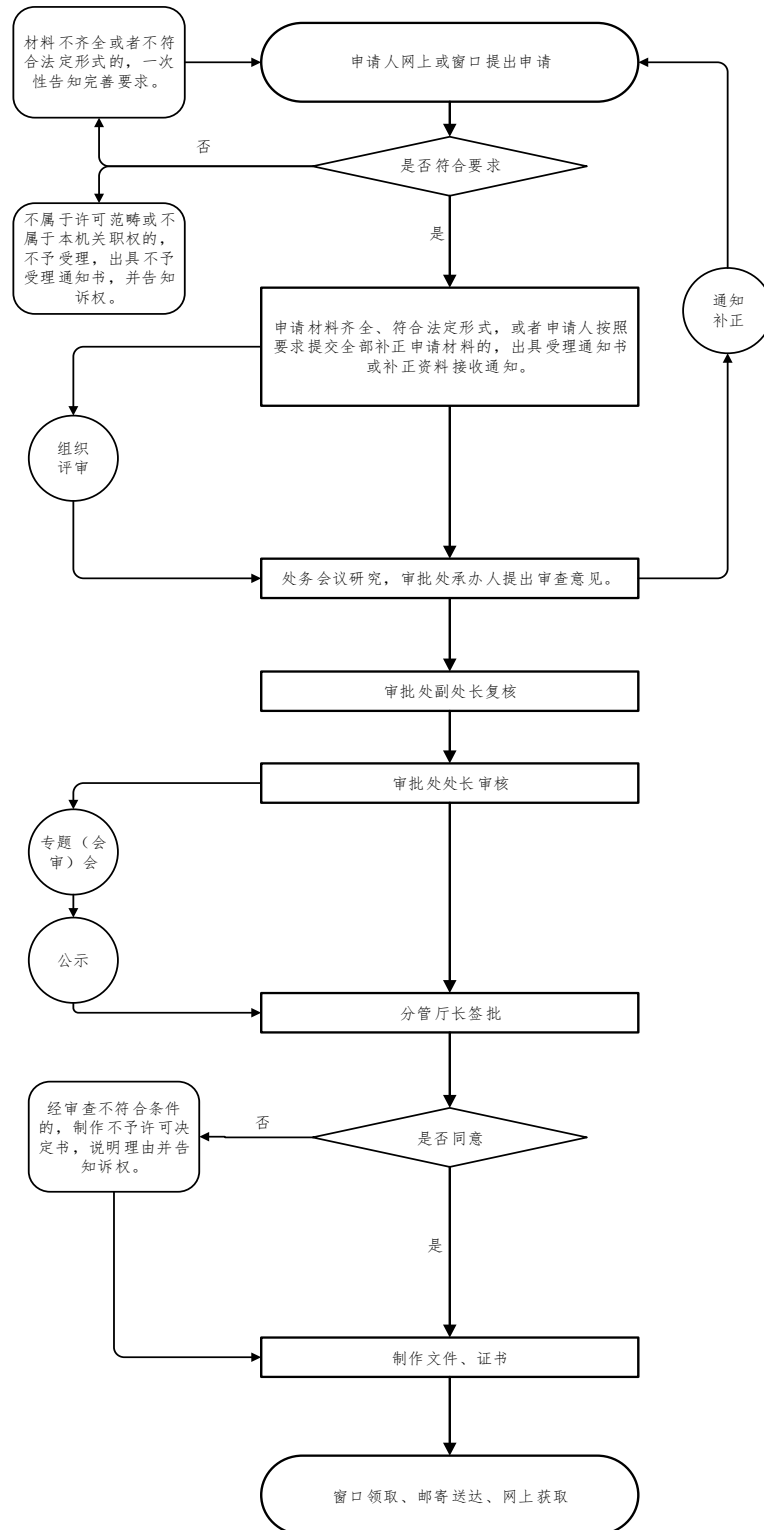 材料不齐全或者不符
合法定形式的，一次
性告知完善要求。
申请人网上或窗口提出申请
否
是否符合要求
不属于许可范畴或不
属于本机关职权的，
不予受理，出具不予
受理通知书，并告知
诉权。
是
通知
补正
申请材料齐全、符合法定形式，或者申请人按照
要求提交全部补正申请材料的，出具受理通知书
或补正资料接收通知。
组织
评审
处务会议研究，审批处承办人提出审查意见。
审批处副处长复核
审批处处长审核
专题（会
审）会
公示
分管厅长签批
经审查不符合条件
的，制作不予许可决
定书，说明理由并告
知诉权。
否
是否同意
是
制作文件、证书
窗口领取、邮寄送达、网上获取